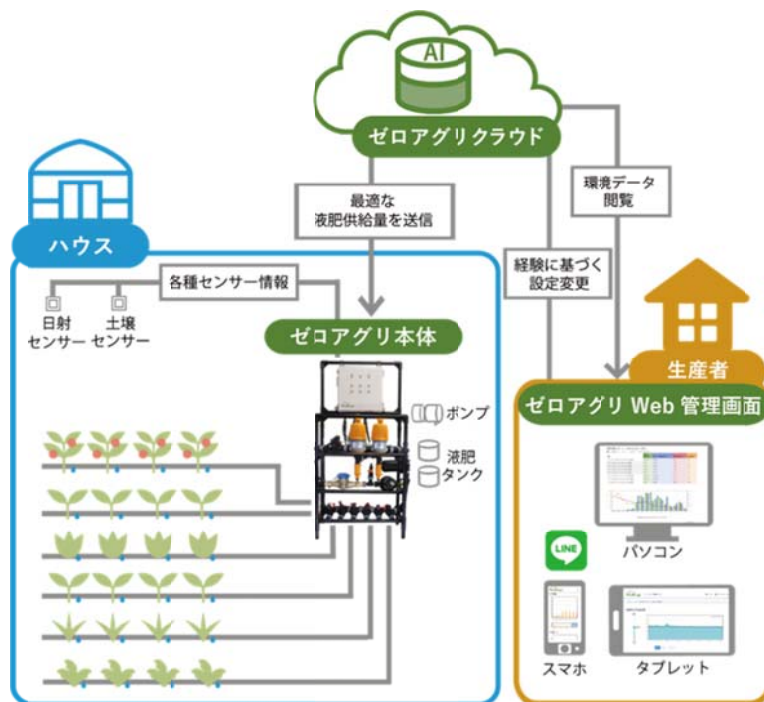 AI
ゼロアグリクラウド
最適な
液肥供給量を送信
環境データ
閲覧
経験に基づく
設定変更
ハウス
各種センサー情報
日射
センサー
土壌
センサー
ゼロアグリ本体
ポンプ
液肥
タンク
生産者
ゼロアグリ Web 管理画面
パソコン
LINE
スマホ
タブレット